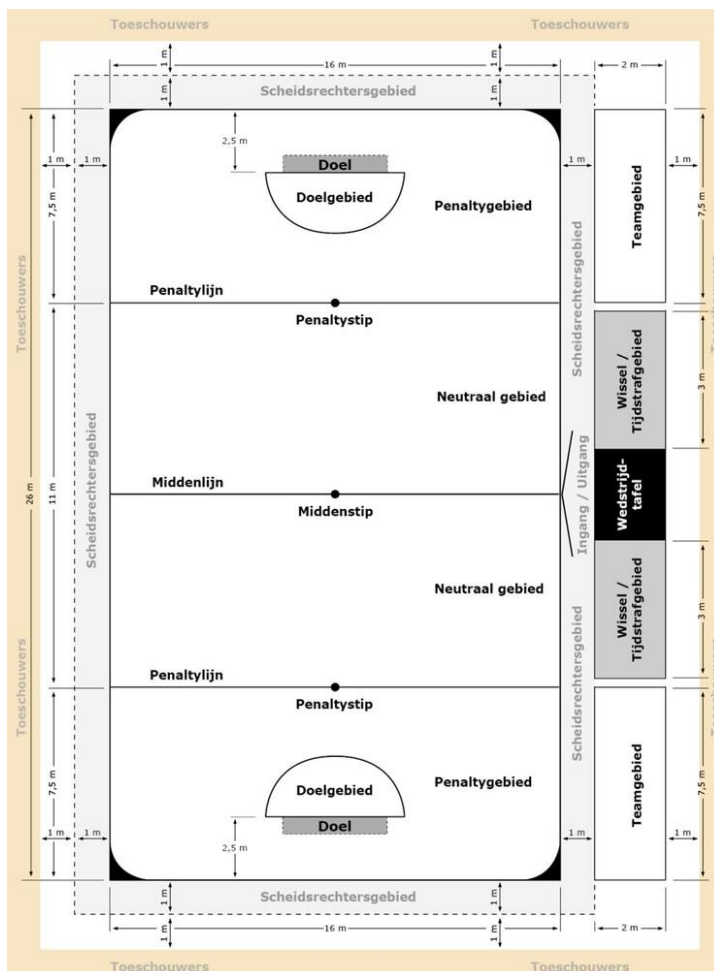 Toeschouwers
Toeschouwers
1 m
1 m
16 m
2 m
Scheidsrechtersgebied
1 m
1 m
2,5 m
1 m
1 m
1 m
1 m
7,5 m
7,5 m
Doel
Doelgebied
Penaltygebied
Teamgebied
Scheidsrechtersgebied
Toeschouwers
Penaltylijn
Penaltystip
Neutraal gebied
Wissel /
Tijdstrafgebied
3 m
26 m
11 m
Scheidsrechtersgebied
Middenlijn
Middenstip
Ingang / Uitgang
Wedstrijd-
tafel
Neutraal gebied
Wissel /
Tijdstrafgebied
3 m
Toeschouwers
Scheidsrechtersgebied
Penaltylijn
Penaltystip
7,5 m
7,5 m
Doelgebied
Doel
Penaltygebied
Teamgebied
2,5 m
1 m
1 m
1 m
1 m
Scheidsrechtersgebied
1 m
1 m
16 m
2 m
1 m
1 m
Toeschouwers
Toeschouwers